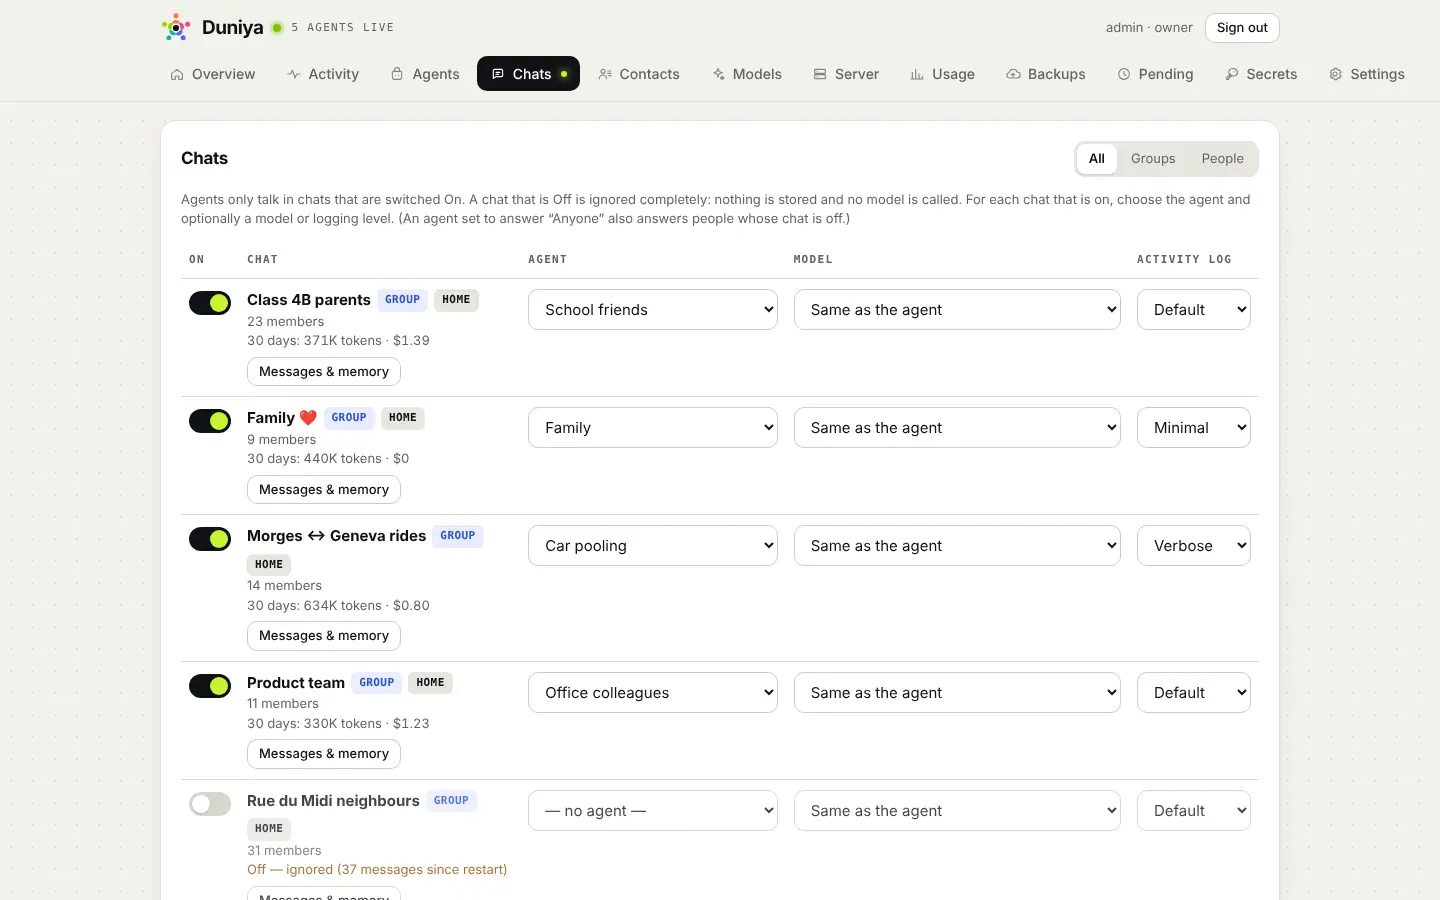 Duniya 5 AGENTS LIVE
admin · owner Sign out
Overview Activity Agents Chats Contacts Models Server Usage Backups Pending Secrets Settings
Chats
All Groups People
Agents only talk in chats that are switched On. A chat that is Off is ignored completely: nothing is stored and no model is called. For each chat that is on, choose the agent and
optionally a model or logging level. (An agent set to answer “Anyone” also answers people whose chat is off.)
ON CHAT AGENT MODEL ACTIVITY LOG
Class 4B parents GROUP HOME School friends Same as the agent Default
23 members
30 days: 371K tokens · $1.39
Messages & memory
Family ❤️ GROUP HOME Family Same as the agent Minimal
9 members
30 days: 440K tokens · $0
Messages & memory
Morges ↔ Geneva rides GROUP Car pooling Same as the agent Verbose
HOME
14 members
30 days: 634K tokens · $0.80
Messages & memory
Product team GROUP HOME Office colleagues Same as the agent Default
11 members
30 days: 330K tokens · $1.23
Messages & memory
Rue du Midi neighbours GROUP — no agent — Same as the agent Default
HOME
31 members
Off — ignored (37 messages since restart)
Messages & memory